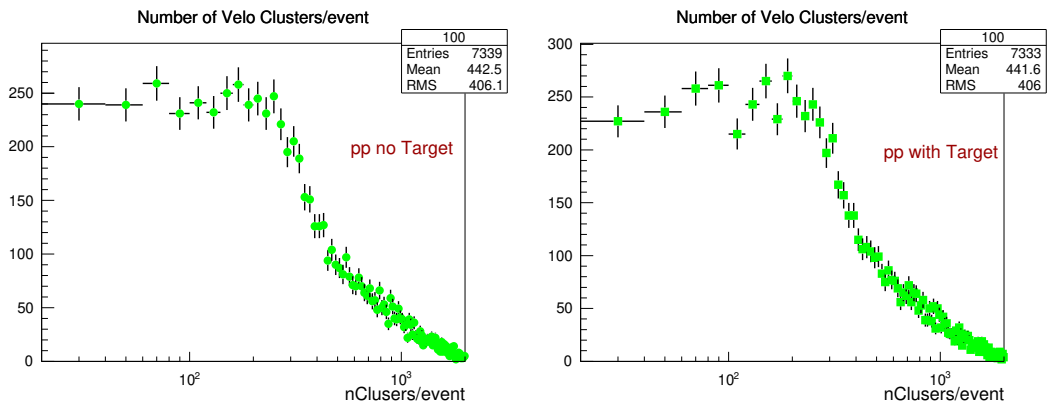 Number of Velo Clusters/event
100
Entries 7339
Mean 442.5
RMS 406.1
250
200
150
100
50
0
pp no Target
10²
10³
nClusers/event
Number of Velo Clusters/event
100
Entries 7333
Mean 441.6
RMS 406
300
250
200
150
100
50
0
pp with Target
10²
10³
nClusers/event